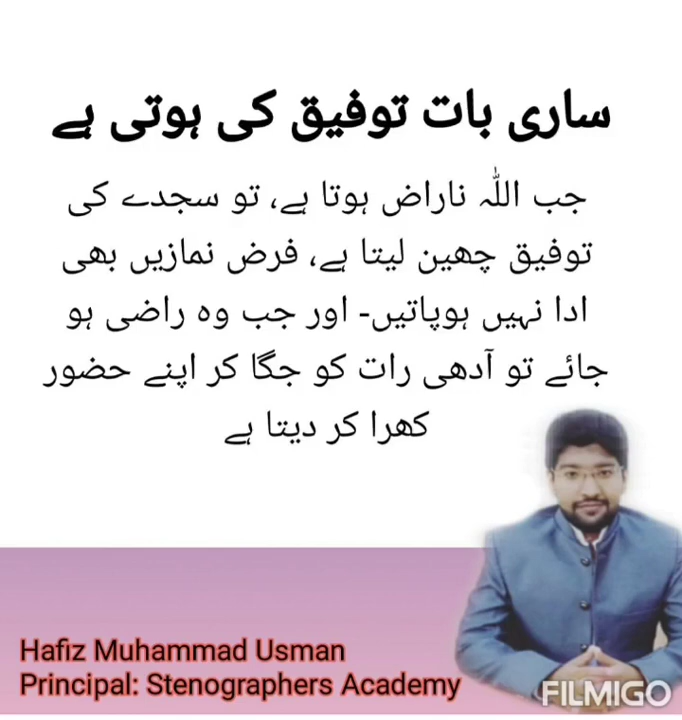 ساری بات توفیق کی ہوتی ہے
جب اللّٰہ ناراض ہوتا ہے، تو سجدے کی
توفیق چھین لیتا ہے، فرض نمازیں بھی
ادا نہیں ہوپاتیں- اور جب وہ راضی ہو
جائے تو آدھی رات کو جگا کر اپنے حضور
کھرا کر دیتا ہے
Hafiz Muhammad Usman
Principal: Stenographers Academy
FILMIGO